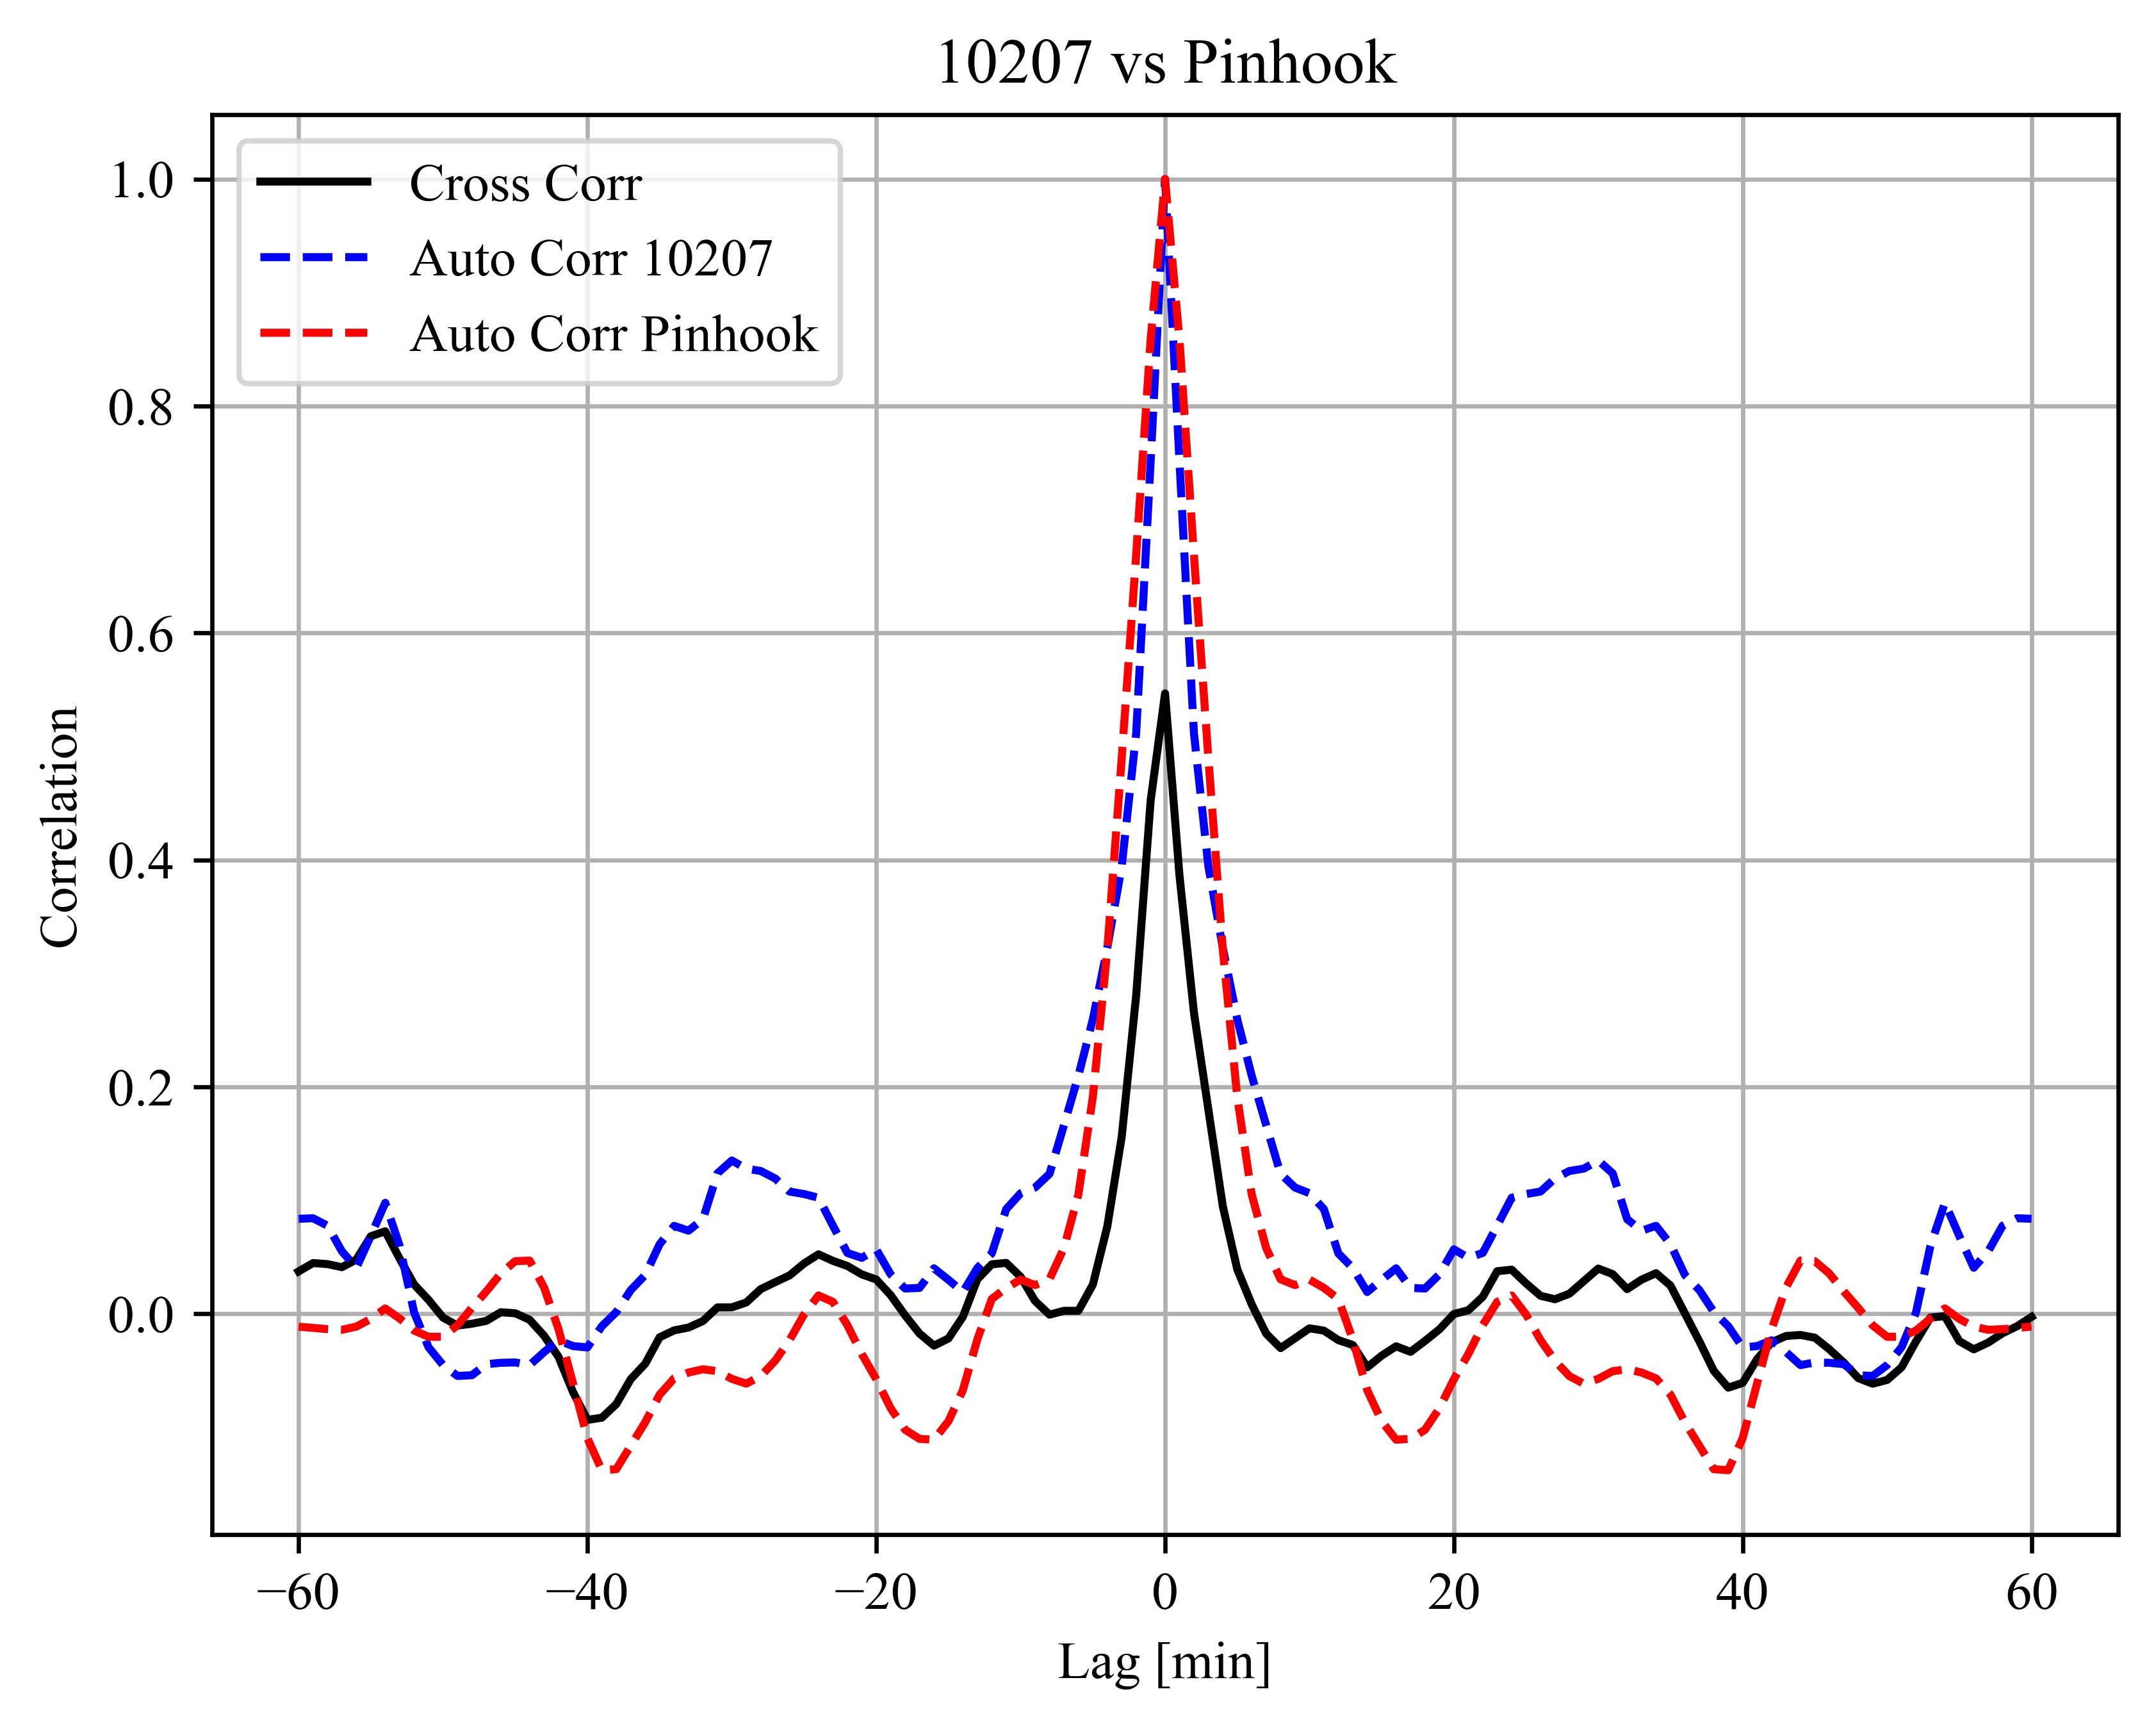 10207 vs Pinhook
Cross Corr
Auto Corr 10207
Auto Corr Pinhook
1.0
0.8
0.6
0.4
0.2
0.0
Correlation
−60 −40 −20 0 20 40 60
Lag [min]